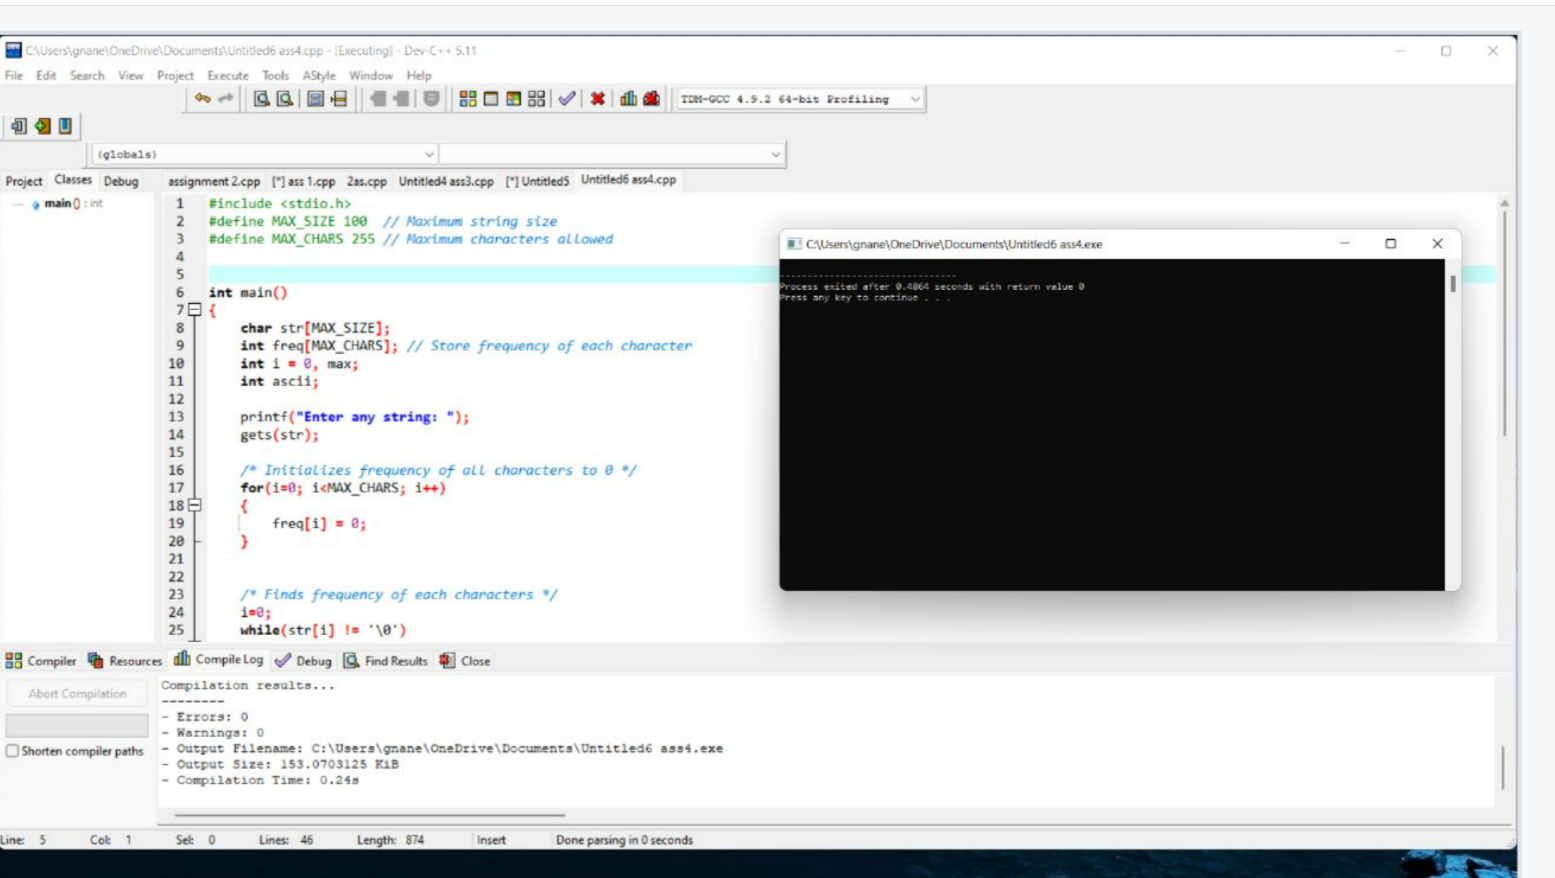 C:\Users\gnane\OneDrive\Documents\Untitled6 ass4.cpp - [Executing] - Dev-C++ 5.11
File Edit Search View Project Execute Tools AStyle Window Help
TDM-GCC 4.9.2 64-bit Profiling
(globals)
Project Classes Debug
assignment 2.cpp [*] ass 1.cpp 2as.cpp Untitled4 ass3.cpp [*] Untitled5 Untitled6 ass4.cpp
main() : int
1 #include <stdio.h>
2 #define MAX_SIZE 100 // Maximum string size
3 #define MAX_CHARS 255 // Maximum characters allowed
4
5
6 int main()
7 {
8 char str[MAX_SIZE];
9 int freq[MAX_CHARS]; // Store frequency of each character
10 int i = 0, max;
11 int ascii;
12
13 printf("Enter any string: ");
14 gets(str);
15
16 /* Initializes frequency of all characters to 0 */
17 for(i=0; i<MAX_CHARS; i++)
18 {
19 freq[i] = 0;
20 }
21
22
23 /* Finds frequency of each characters */
24 i=0;
25 while(str[i] != '\0')
C:\Users\gnane\OneDrive\Documents\Untitled6 ass4.exe
--------------------------------
Process exited after 0.4864 seconds with return value 0
Press any key to continue . . .
Compiler Resources Compile Log Debug Find Results Close
Abort Compilation
Shorten compiler paths
Compilation results...
--------
- Errors: 0
- Warnings: 0
- Output Filename: C:\Users\gnane\OneDrive\Documents\Untitled6 ass4.exe
- Output Size: 153.0703125 KiB
- Compilation Time: 0.24s
Line: 5 Col: 1 Sel: 0 Lines: 46 Length: 874 Insert Done parsing in 0 seconds